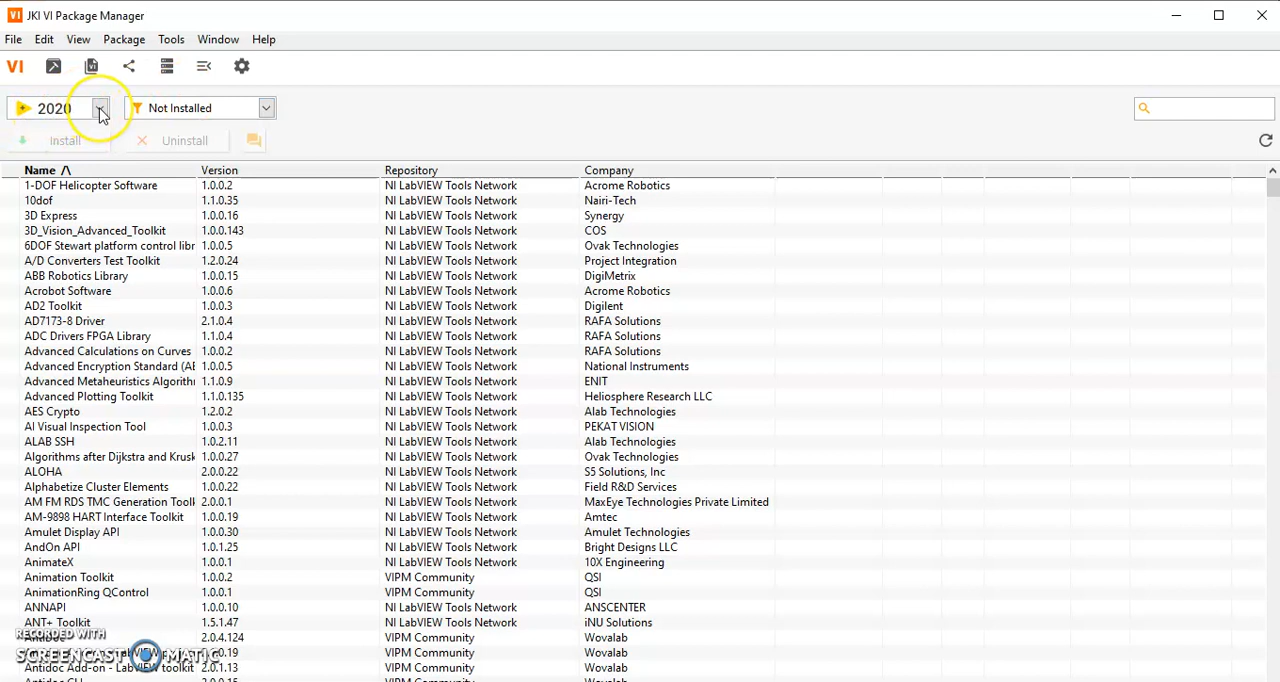 VI JKI VI Package Manager
File Edit View Package Tools Window Help
VI
2020 Not Installed
Install Uninstall
Name /\ Version Repository Company
1-DOF Helicopter Software 1.0.0.2 NI LabVIEW Tools Network Acrome Robotics
10dof 1.1.0.35 NI LabVIEW Tools Network Nairi-Tech
3D Express 1.0.0.16 NI LabVIEW Tools Network Synergy
3D_Vision_Advanced_Toolkit 1.0.0.143 NI LabVIEW Tools Network COS
6DOF Stewart platform control libr 1.0.0.5 NI LabVIEW Tools Network Ovak Technologies
A/D Converters Test Toolkit 1.2.0.24 NI LabVIEW Tools Network Project Integration
ABB Robotics Library 1.0.0.15 NI LabVIEW Tools Network DigiMetrix
Acrobot Software 1.0.0.6 NI LabVIEW Tools Network Acrome Robotics
AD2 Toolkit 1.0.0.3 NI LabVIEW Tools Network Digilent
AD7173-8 Driver 2.1.0.4 NI LabVIEW Tools Network RAFA Solutions
ADC Drivers FPGA Library 1.1.0.4 NI LabVIEW Tools Network RAFA Solutions
Advanced Calculations on Curves 1.0.0.2 NI LabVIEW Tools Network RAFA Solutions
Advanced Encryption Standard (AE 1.0.0.5 NI LabVIEW Tools Network National Instruments
Advanced Metaheuristics Algorithm 1.1.0.9 NI LabVIEW Tools Network ENIT
Advanced Plotting Toolkit 1.1.0.135 NI LabVIEW Tools Network Heliosphere Research LLC
AES Crypto 1.2.0.2 NI LabVIEW Tools Network Alab Technologies
AI Visual Inspection Tool 1.0.0.3 NI LabVIEW Tools Network PEKAT VISION
ALAB SSH 1.0.2.11 NI LabVIEW Tools Network Alab Technologies
Algorithms after Dijkstra and Krusk 1.0.0.27 NI LabVIEW Tools Network Ovak Technologies
ALOHA 2.0.0.22 NI LabVIEW Tools Network S5 Solutions, Inc
Alphabetize Cluster Elements 1.0.0.22 NI LabVIEW Tools Network Field R&D Services
AM FM RDS TMC Generation Toolk 2.0.0.1 NI LabVIEW Tools Network MaxEye Technologies Private Limited
AM-9898 HART Interface Toolkit 1.0.0.19 NI LabVIEW Tools Network Amtec
Amulet Display API 1.0.0.30 NI LabVIEW Tools Network Amulet Technologies
AndOn API 1.0.1.25 NI LabVIEW Tools Network Bright Designs LLC
AnimateX 1.0.0.1 NI LabVIEW Tools Network 10X Engineering
Animation Toolkit 1.0.0.2 VIPM Community QSI
AnimationRing QControl 1.0.0.1 VIPM Community QSI
ANNAPI 1.0.0.10 NI LabVIEW Tools Network ANSCENTER
ANT+ Toolkit 1.5.1.47 NI LabVIEW Tools Network iNU Solutions
2.0.4.124 VIPM Community Wovalab
RECORDED WITH
VIPM Community Wovalab
SCREENCAST MATIC
Antidoc Add-on - LabVIEW toolkit 2.0.1.13 VIPM Community Wovalab
VIPM Community Wovalab